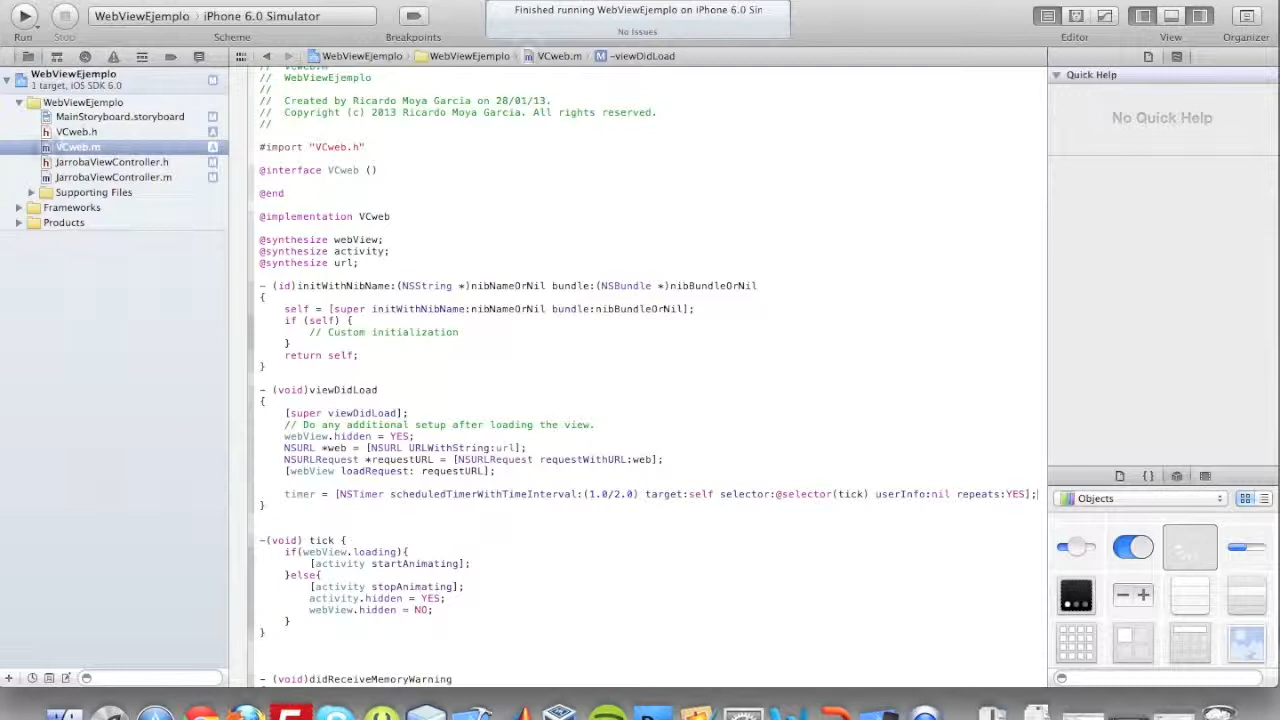 WebViewEjemplo › iPhone 6.0 Simulator
Finished running WebViewEjemplo on iPhone 6.0 Sim
No Issues
Run Stop Scheme Breakpoints Editor View Organizer
WebViewEjemplo › WebViewEjemplo › VCweb.m › M -viewDidLoad
Quick Help
No Quick Help
WebViewEjemplo
1 target, iOS SDK 6.0
WebViewEjemplo
MainStoryboard.storyboard
VCweb.h
VCweb.m
JarrobaViewController.h
JarrobaViewController.m
Supporting Files
Frameworks
Products
//  WebViewEjemplo
//
//  Created by Ricardo Moya Garcia on 28/01/13.
//  Copyright (c) 2013 Ricardo Moya Garcia. All rights reserved.
//
#import "VCweb.h"
@interface VCweb ()
@end
@implementation VCweb
@synthesize webView;
@synthesize activity;
@synthesize url;
- (id)initWithNibName:(NSString *)nibNameOrNil bundle:(NSBundle *)nibBundleOrNil
{
self = [super initWithNibName:nibNameOrNil bundle:nibBundleOrNil];
if (self) {
// Custom initialization
}
return self;
}
- (void)viewDidLoad
{
[super viewDidLoad];
// Do any additional setup after loading the view.
webView.hidden = YES;
NSURL *web = [NSURL URLWithString:url];
NSURLRequest *requestURL = [NSURLRequest requestWithURL:web];
[webView loadRequest: requestURL];
timer = [NSTimer scheduledTimerWithTimeInterval:(1.0/2.0) target:self selector:@selector(tick) userInfo:nil repeats:YES];
}
-(void) tick {
if(webView.loading){
[activity startAnimating];
}else{
[activity stopAnimating];
activity.hidden = YES;
webView.hidden = NO;
}
}
- (void)didReceiveMemoryWarning
Objects